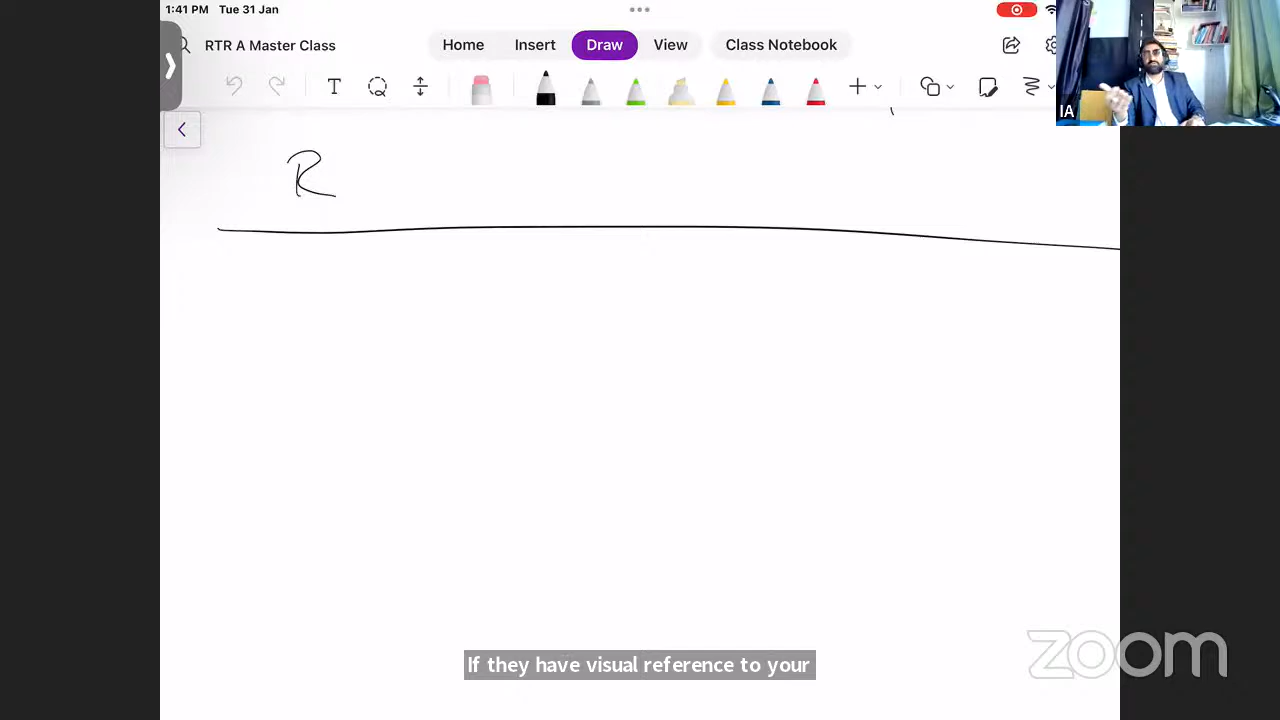 1:41 PM Tue 31 Jan
RTR A Master Class
Home Insert Draw View Class Notebook
T
IA
R
If they have visual reference to your
zoom